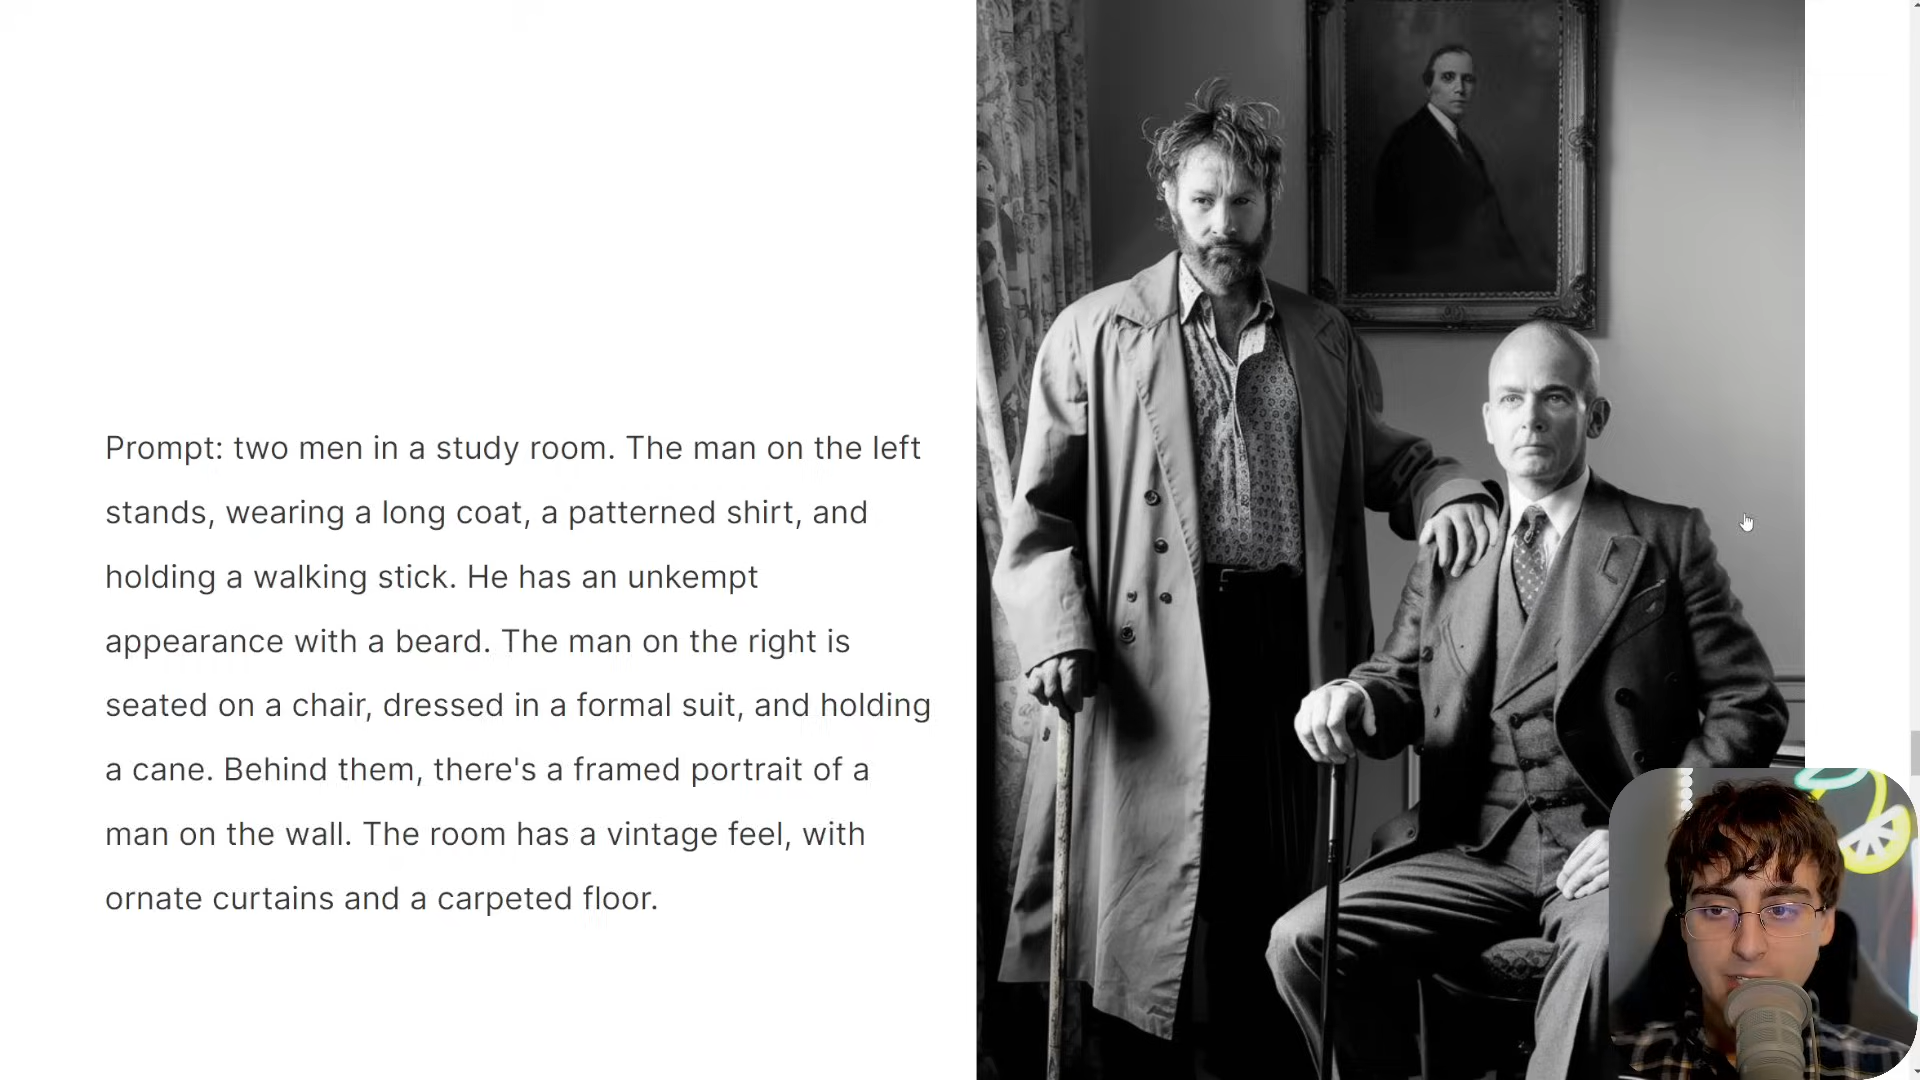 Prompt: two men in a study room. The man on the left
stands, wearing a long coat, a patterned shirt, and
holding a walking stick. He has an unkempt
appearance with a beard. The man on the right is
seated on a chair, dressed in a formal suit, and holding
a cane. Behind them, there's a framed portrait of a
man on the wall. The room has a vintage feel, with
ornate curtains and a carpeted floor.